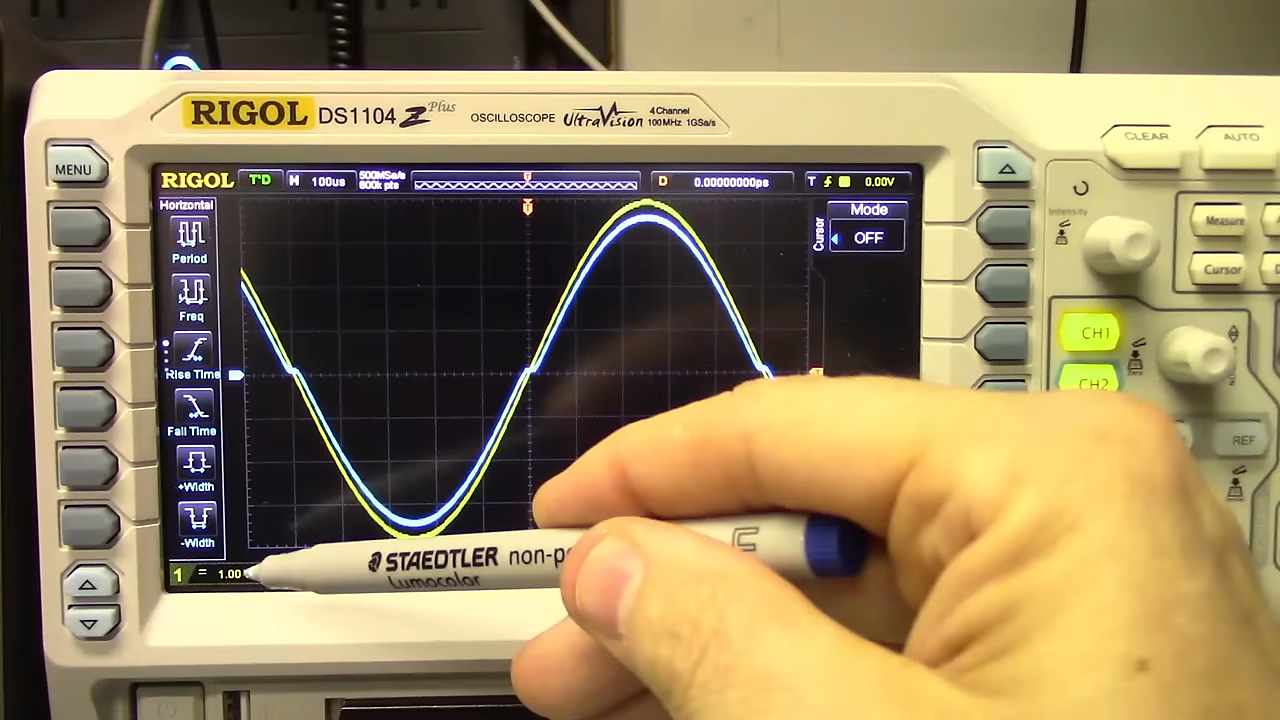 RIGOL DS1104 Z Plus OSCILLOSCOPE UltraVision 4 Channel 100MHz 1GSa/s
CLEAR AUTO
MENU
RIGOL T'D H 100us 500MSa/s 600k pts D 0.00000000ps T 0.00V
Horizontal
Period
Freq
Rise Time
Fall Time
+Width
-Width
Cursor
Mode
OFF
Intensity
Measure
Cursor
CH1
CH2
REF
1 = 1.00
STAEDTLER
Lumocolor